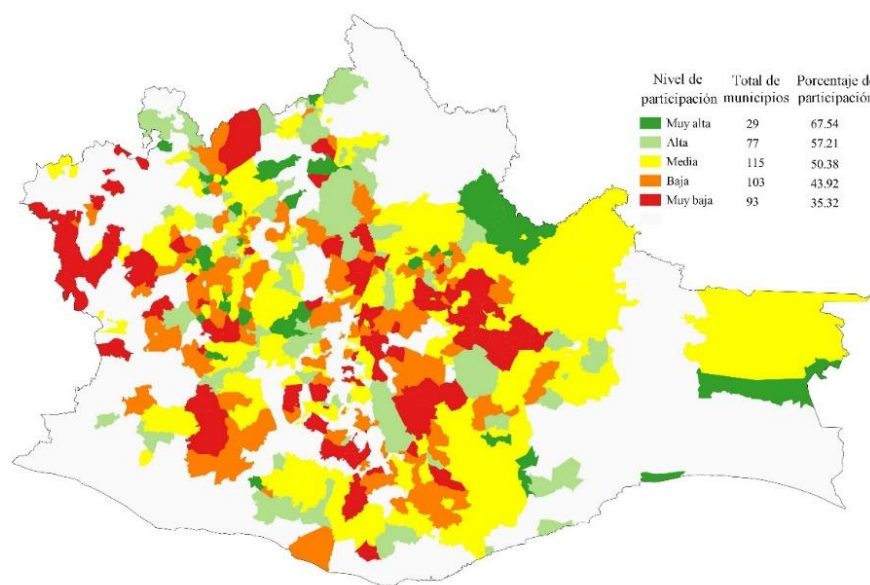 Nivel de participación Total de municipios Porcentaje de participación
Muy alta 29 67.54
Alta 77 57.21
Media 115 50.38
Baja 103 43.92
Muy baja 93 35.32